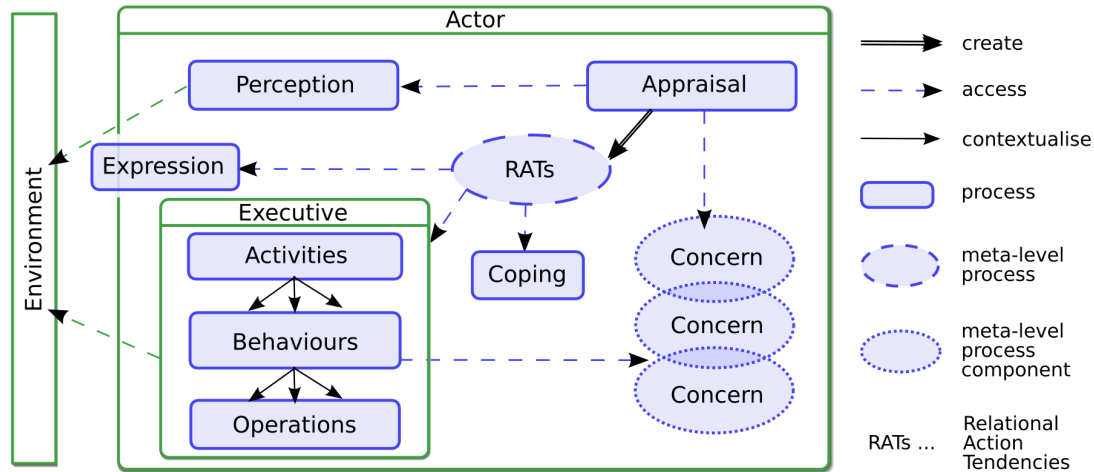 Actor
Environment
Perception
Appraisal
Expression
RATs
Executive
Activities
Coping
Behaviours
Operations
Concern
Concern
Concern
create
access
contextualise
process
meta-level
process
meta-level
process
component
RATs ...
Relational
Action
Tendencies